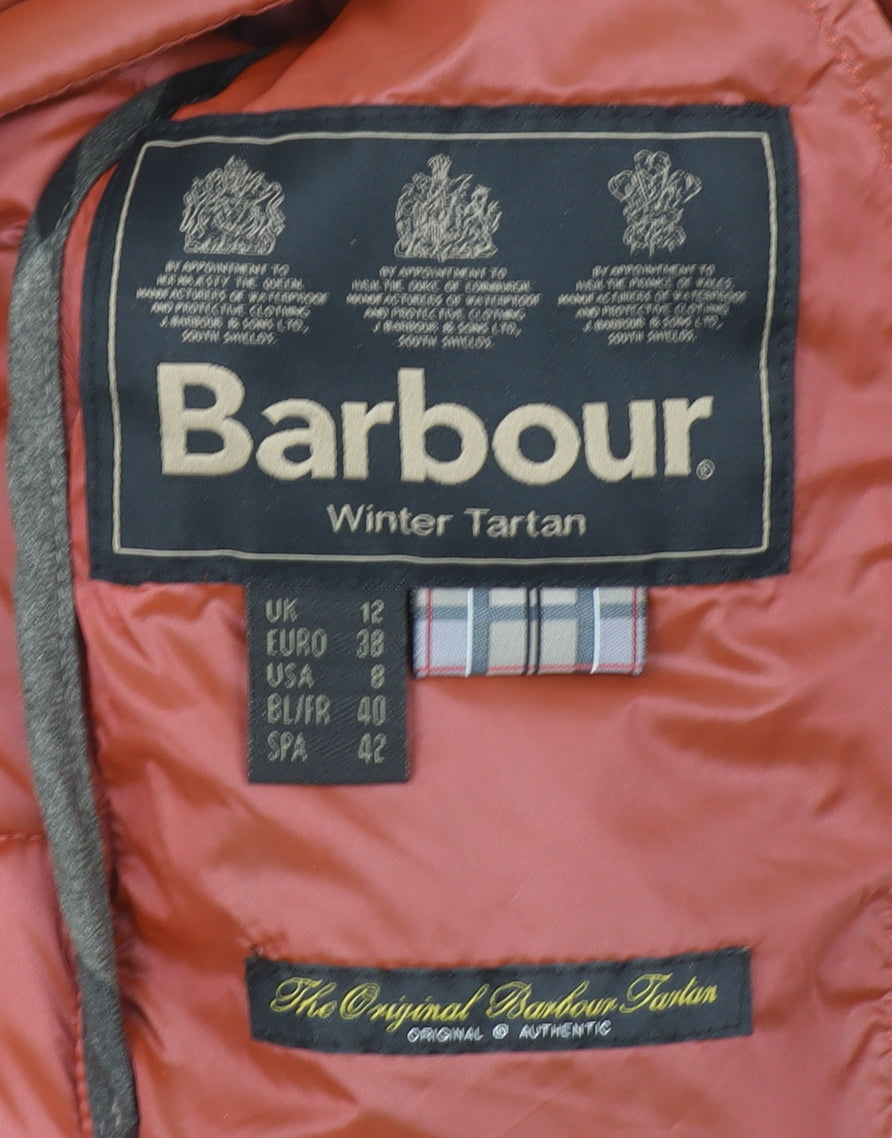 BY APPOINTMENT TO
HER MAJESTY THE QUEEN
MANUFACTURERS OF WATERPROOF
AND PROTECTIVE CLOTHING
J. BARBOUR & SONS LTD.,
SOUTH SHIELDS.
BY APPOINTMENT TO
H.R.H. THE DUKE OF EDINBURGH
MANUFACTURERS OF WATERPROOF
AND PROTECTIVE CLOTHING
J. BARBOUR & SONS LTD.,
SOUTH SHIELDS.
BY APPOINTMENT TO
H.R.H. THE PRINCE OF WALES
MANUFACTURERS OF WATERPROOF
AND PROTECTIVE CLOTHING
J. BARBOUR & SONS LTD.,
SOUTH SHIELDS.
Barbour®
Winter Tartan
UK 12
EURO 38
USA 8
BL/FR 40
SPA 42
The Original Barbour Tartan
ORIGINAL @ AUTHENTIC